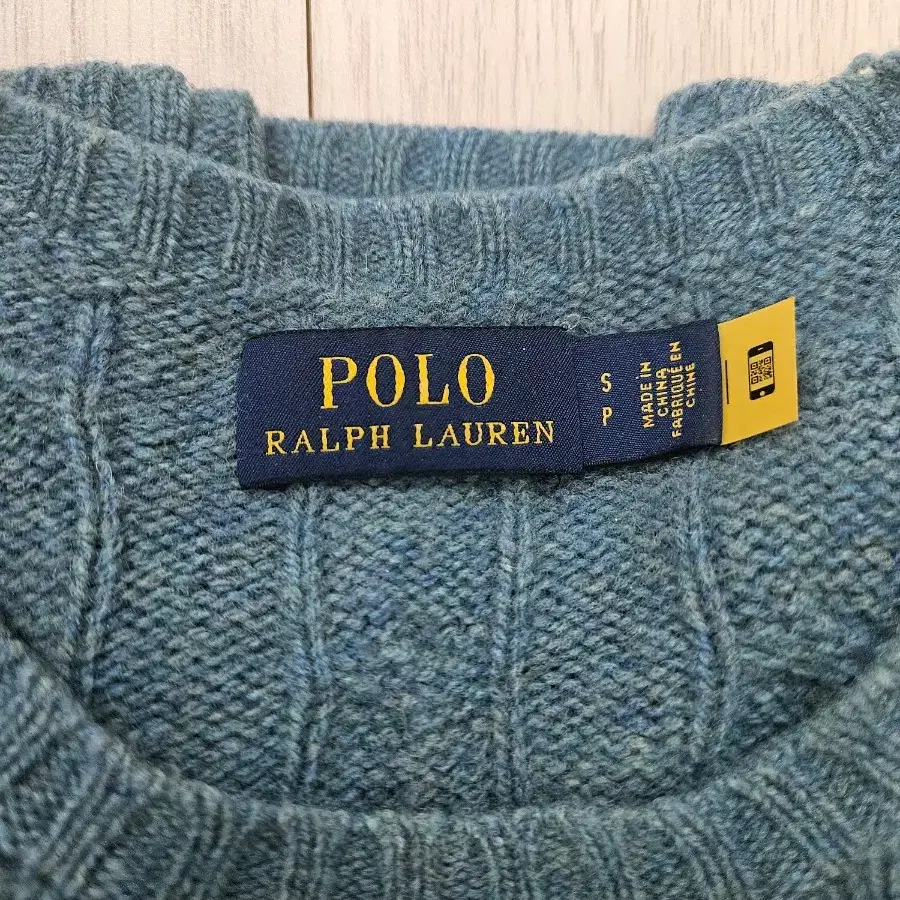 POLO
RALPH LAUREN
S
P
MADE IN
CHINA
FABRIQUÉ EN
CHINE